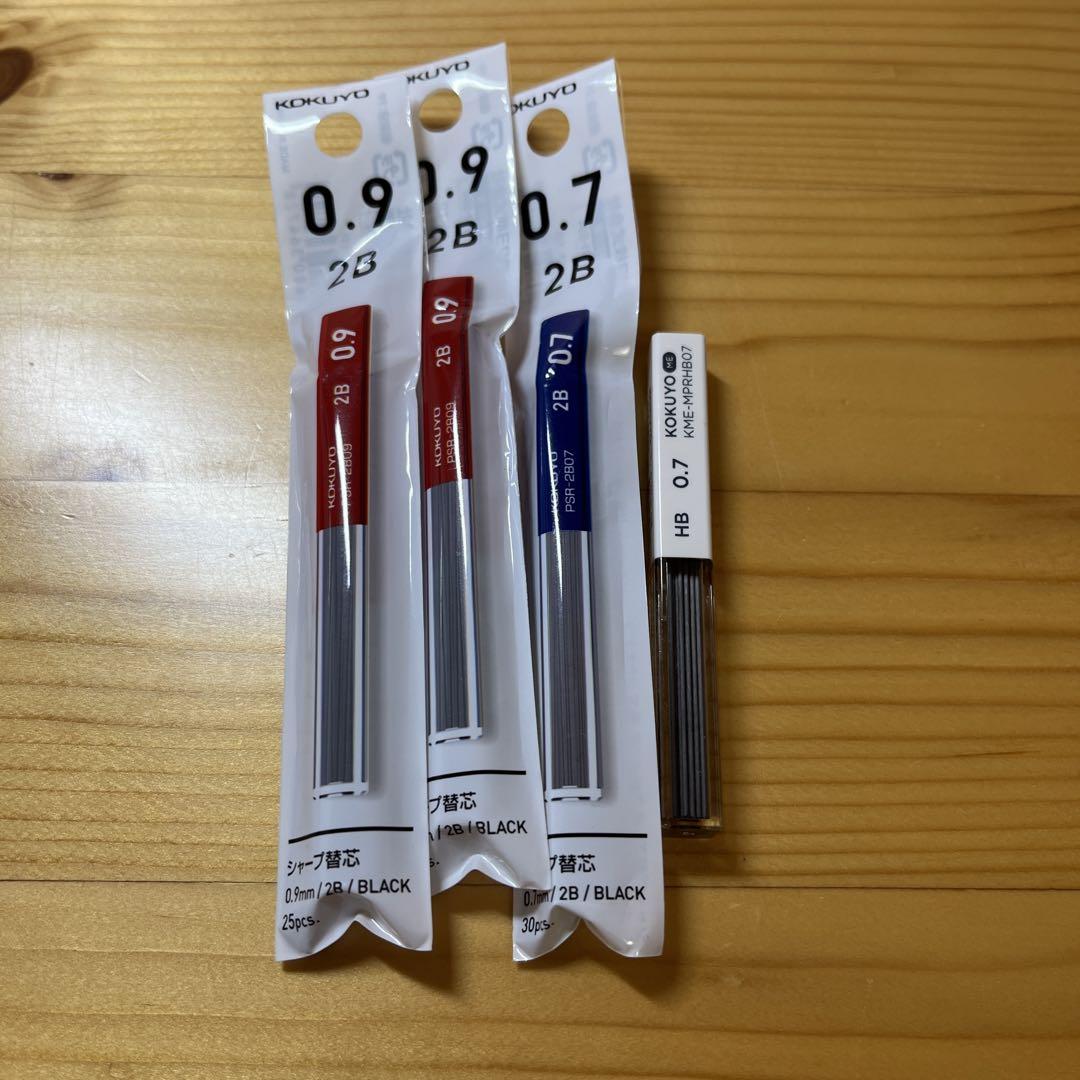 KOKUYO
0.9
2B
0.9
2B
KOKUYO
PSR-2B09
シャープ替芯
0.9mm / 2B / BLACK
25pcs.
KOKUYO
0.9
2B
0.9
2B
KOKUYO
PSR-2B09
プ替芯
/ 2B / BLACK
KOKUYO
0.7
2B
0.7
2B
KOKUYO
PSR-2B07
プ替芯
0.7mm / 2B / BLACK
30pcs.
HB 0.7 KOKUYO ME
KME-MPRHB07